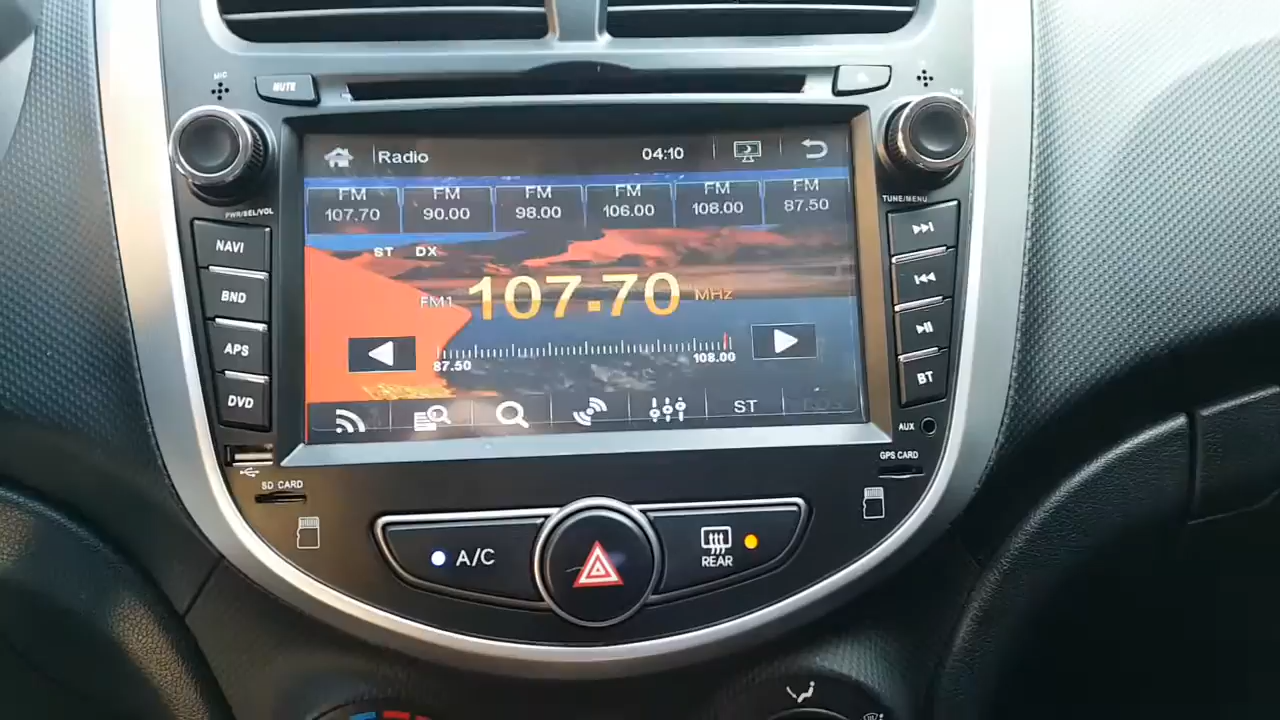 MIC
MUTE
Radio
04:10
FM FM FM FM FM FM
107.70 90.00 98.00 106.00 108.00 87.50
PWR/SEL/VOL
TUNE/MENU
NAVI
BND
APS
DVD
ST DX
FM1 107.70 MHz
87.50
108.00
ST
BT
AUX
GPS CARD
SD CARD
A/C
REAR